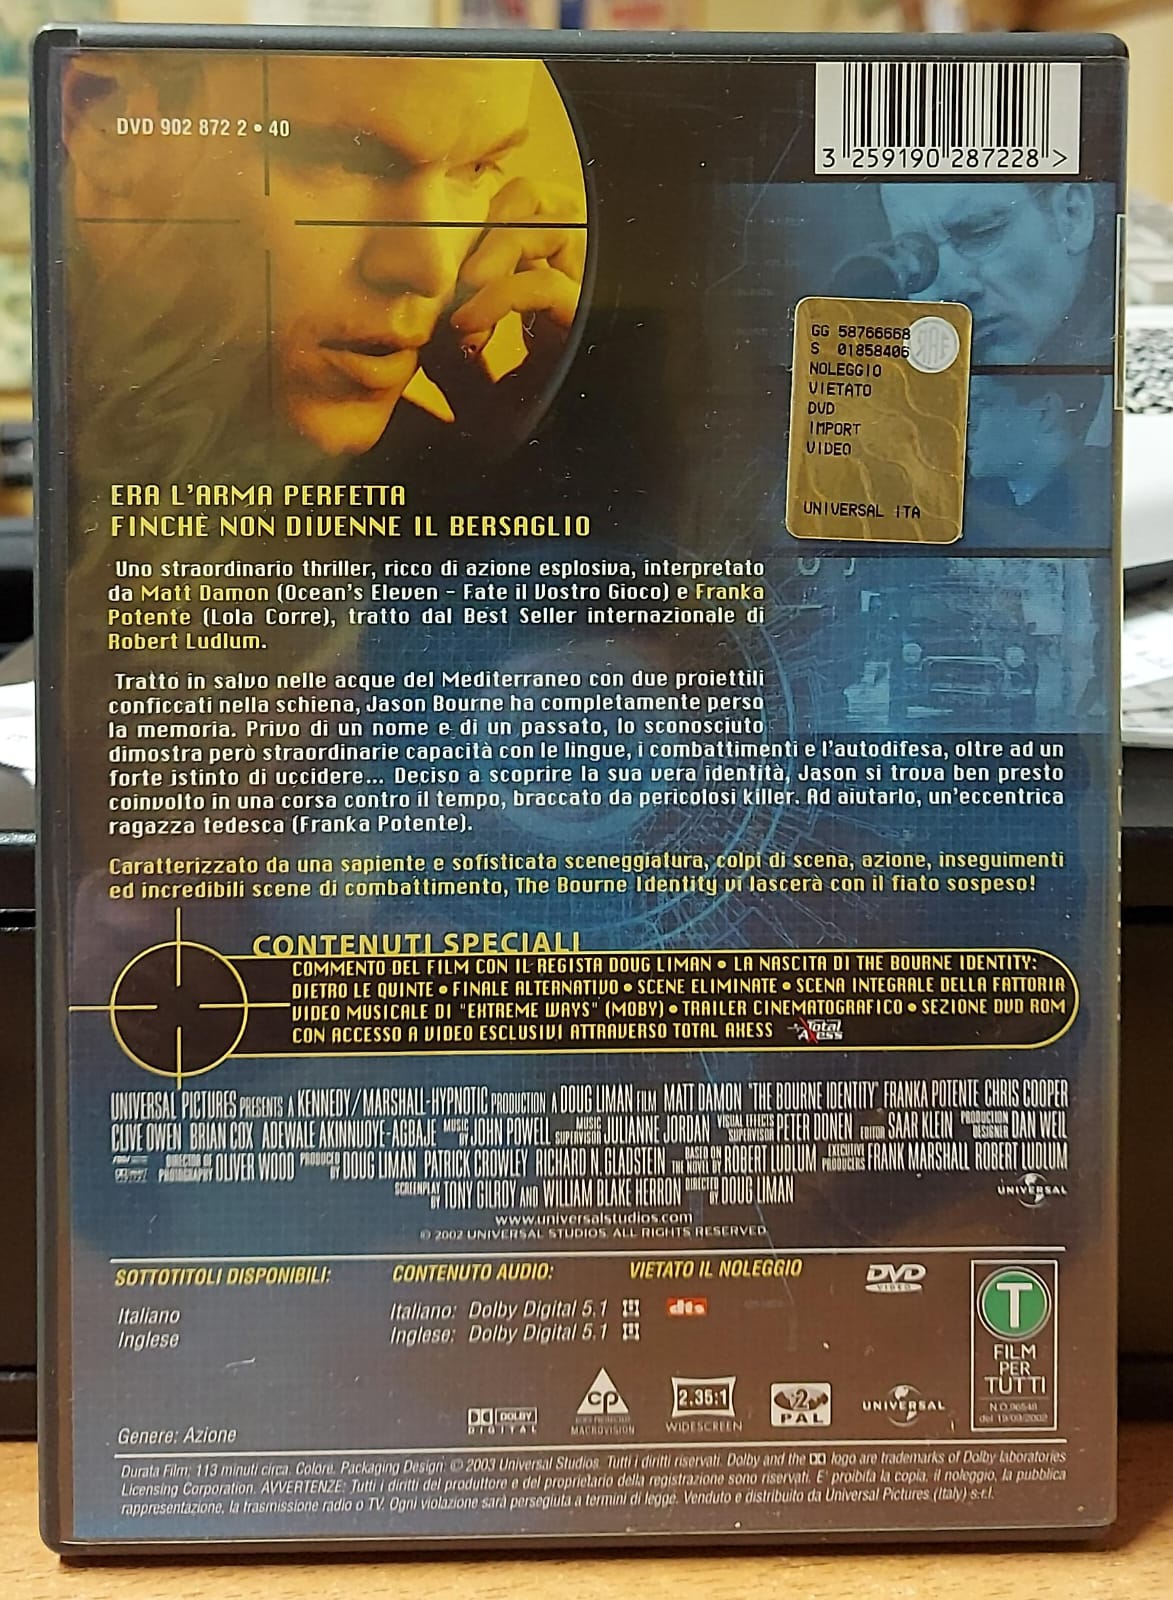 DVD 902 872 2 • 40
3 259190 287228 >
GG 58766668
S 01858406
NOLEGGIO
VIETATO
DVD
IMPORT
VIDEO
UNIVERSAL ITA
ERA L'ARMA PERFETTA
FINCHÈ NON DIVENNE IL BERSAGLIO
Uno straordinario thriller, ricco di azione esplosiva, interpretato
da Matt Damon (Ocean's Eleven - Fate il Vostro Gioco) e Franka
Potente (Lola Corre), tratto dal Best Seller internazionale di
Robert Ludlum.
Tratto in salvo nelle acque del Mediterraneo con due proiettili
conficcati nella schiena, Jason Bourne ha completamente perso
la memoria. Privo di un nome e di un passato, lo sconosciuto
dimostra però straordinarie capacità con le lingue, i combattimenti e l'autodifesa, oltre ad un
forte istinto di uccidere... Deciso a scoprire la sua vera identità, Jason si trova ben presto
coinvolto in una corsa contro il tempo, braccato da pericolosi killer. Ad aiutarlo, un'eccentrica
ragazza tedesca (Franka Potente).
Caratterizzato da una sapiente e sofisticata sceneggiatura, colpi di scena, azione, inseguimenti
ed incredibili scene di combattimento, The Bourne Identity vi lascerà con il fiato sospeso!
CONTENUTI SPECIALI
COMMENTO DEL FILM CON IL REGISTA DOUG LIMAN • LA NASCITA DI THE BOURNE IDENTITY:
DIETRO LE QUINTE • FINALE ALTERNATIVO • SCENE ELIMINATE • SCENA INTEGRALE DELLA FATTORIA
VIDEO MUSICALE DI "EXTREME WAYS" (MOBY) • TRAILER CINEMATOGRAFICO • SEZIONE DVD ROM
CON ACCESSO A VIDEO ESCLUSIVI ATTRAVERSO TOTAL AXESS Total Axess
UNIVERSAL PICTURES PRESENTS A KENNEDY/MARSHALL-HYPNOTIC PRODUCTION A DOUG LIMAN FILM MATT DAMON "THE BOURNE IDENTITY" FRANKA POTENTE CHRIS COOPER
CLIVE OWEN BRIAN COX ADEWALE AKINNUOYE-AGBAJE MUSIC BY JOHN POWELL MUSIC SUPERVISOR JULIANNE JORDAN VISUAL EFFECTS SUPERVISOR PETER DONEN EDITOR SAAR KLEIN PRODUCTION DESIGNER DAN WEIL
DIRECTOR OF PHOTOGRAPHY OLIVER WOOD PRODUCED BY DOUG LIMAN PATRICK CROWLEY RICHARD N. GLADSTEIN BASED ON THE NOVEL BY ROBERT LUDLUM EXECUTIVE PRODUCERS FRANK MARSHALL ROBERT LUDLUM
SCREENPLAY BY TONY GILROY AND WILLIAM BLAKE HERRON DIRECTED BY DOUG LIMAN
UNIVERSAL
www.universalstudios.com
© 2002 UNIVERSAL STUDIOS. ALL RIGHTS RESERVED.
SOTTOTITOLI DISPONIBILI:
Italiano
Inglese
CONTENUTO AUDIO:
Italiano: Dolby Digital 5.1 dts
Inglese: Dolby Digital 5.1
VIETATO IL NOLEGGIO
DVD
VIDEO
T
FILM
PER
TUTTI
N.O.96548
del 19/09/2002
Genere: Azione
DOLBY
DIGITAL
CP
MACROVISION
2.35:1
WIDESCREEN
2
PAL
UNIVERSAL
Durata Film: 113 minuti circa. Colore. Packaging Design: © 2003 Universal Studios. Tutti i diritti riservati. Dolby and the logo are trademarks of Dolby laboratories
Licensing Corporation. AVVERTENZE: Tutti i diritti del produttore e del proprietario della registrazione sono riservati. E' proibita la copia, il noleggio, la pubblica
rappresentazione, la trasmissione radio o TV. Ogni violazione sarà perseguita a termini di legge. Venduto e distribuito da Universal Pictures (Italy) s.r.l.